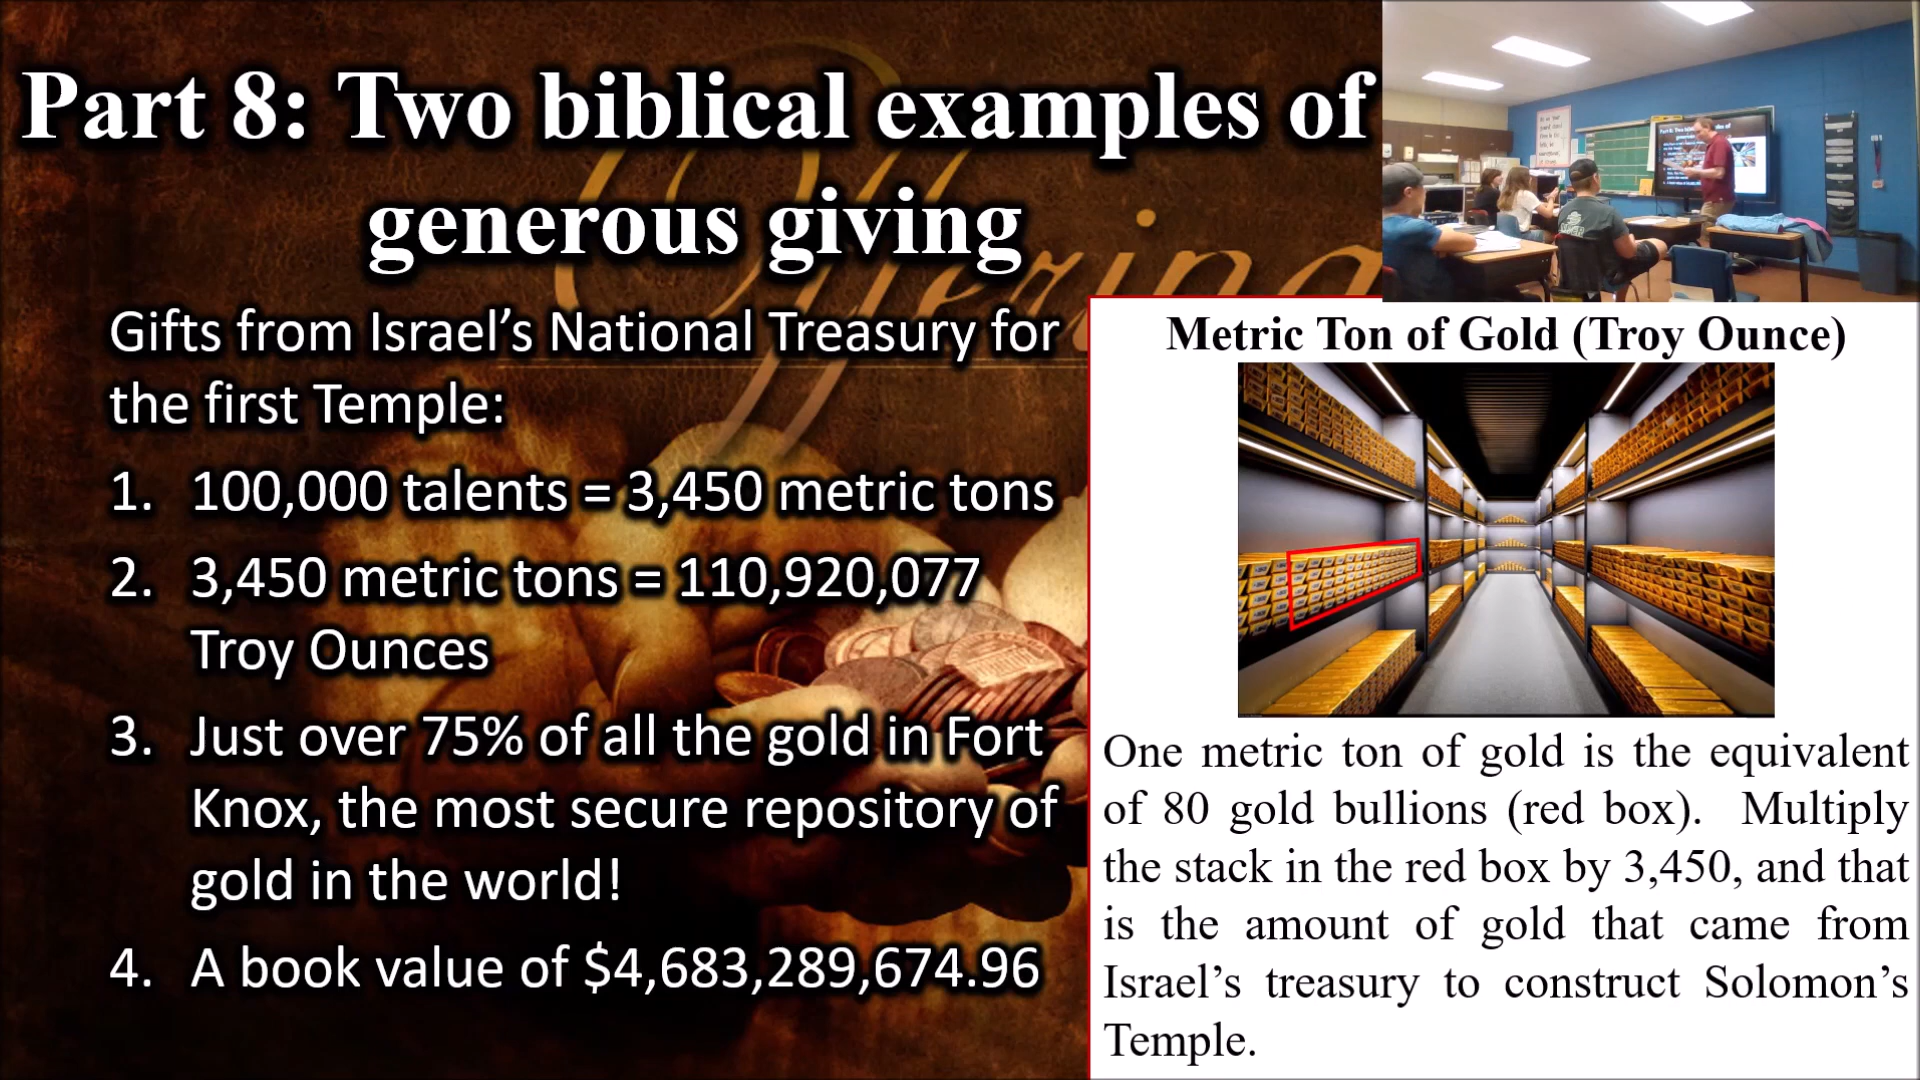 Part 8: Two biblical examples of
generous giving
Offering
Gifts from Israel’s National Treasury for
the first Temple:
1. 100,000 talents = 3,450 metric tons
2. 3,450 metric tons = 110,920,077
Troy Ounces
3. Just over 75% of all the gold in Fort
Knox, the most secure repository of
gold in the world!
4. A book value of $4,683,289,674.96
Metric Ton of Gold (Troy Ounce)
One metric ton of gold is the equivalent
of 80 gold bullions (red box). Multiply
the stack in the red box by 3,450, and that
is the amount of gold that came from
Israel’s treasury to construct Solomon’s
Temple.